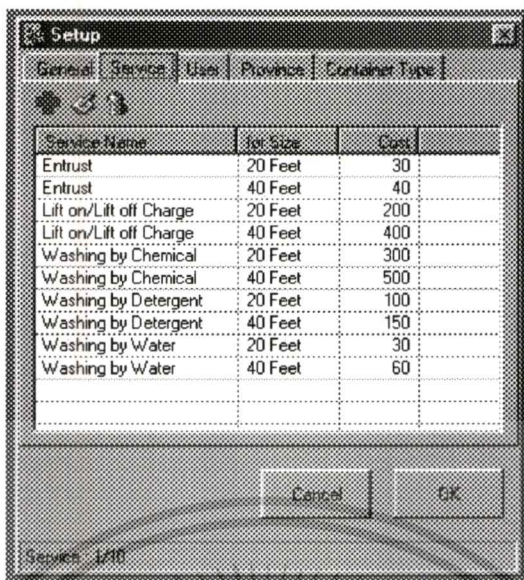 Setup
General Service User Province Container Type
Service Name for Size Cost
Entrust 20 Feet 30
Entrust 40 Feet 40
Lift on/Lift off Charge 20 Feet 200
Lift on/Lift off Charge 40 Feet 400
Washing by Chemical 20 Feet 300
Washing by Chemical 40 Feet 500
Washing by Detergent 20 Feet 100
Washing by Detergent 40 Feet 150
Washing by Water 20 Feet 30
Washing by Water 40 Feet 60
Cancel OK
Service : 1/10